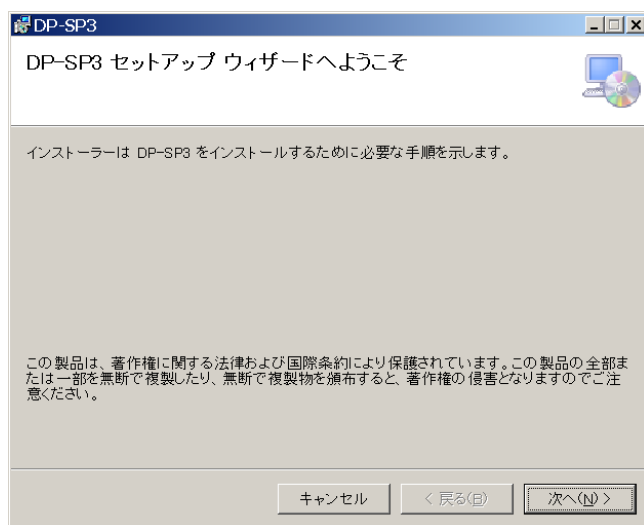 DP-SP3
DP-SP3 セットアップ ウィザードへようこそ
インストーラーは DP-SP3 をインストールするために必要な手順を示します。
この製品は、著作権に関する法律および国際条約により保護されています。この製品の全部ま
たは一部を無断で複製したり、無断で複製物を頒布すると、著作権の侵害となりますのでご注
意ください。
キャンセル
< 戻る(B)
次へ(N) >